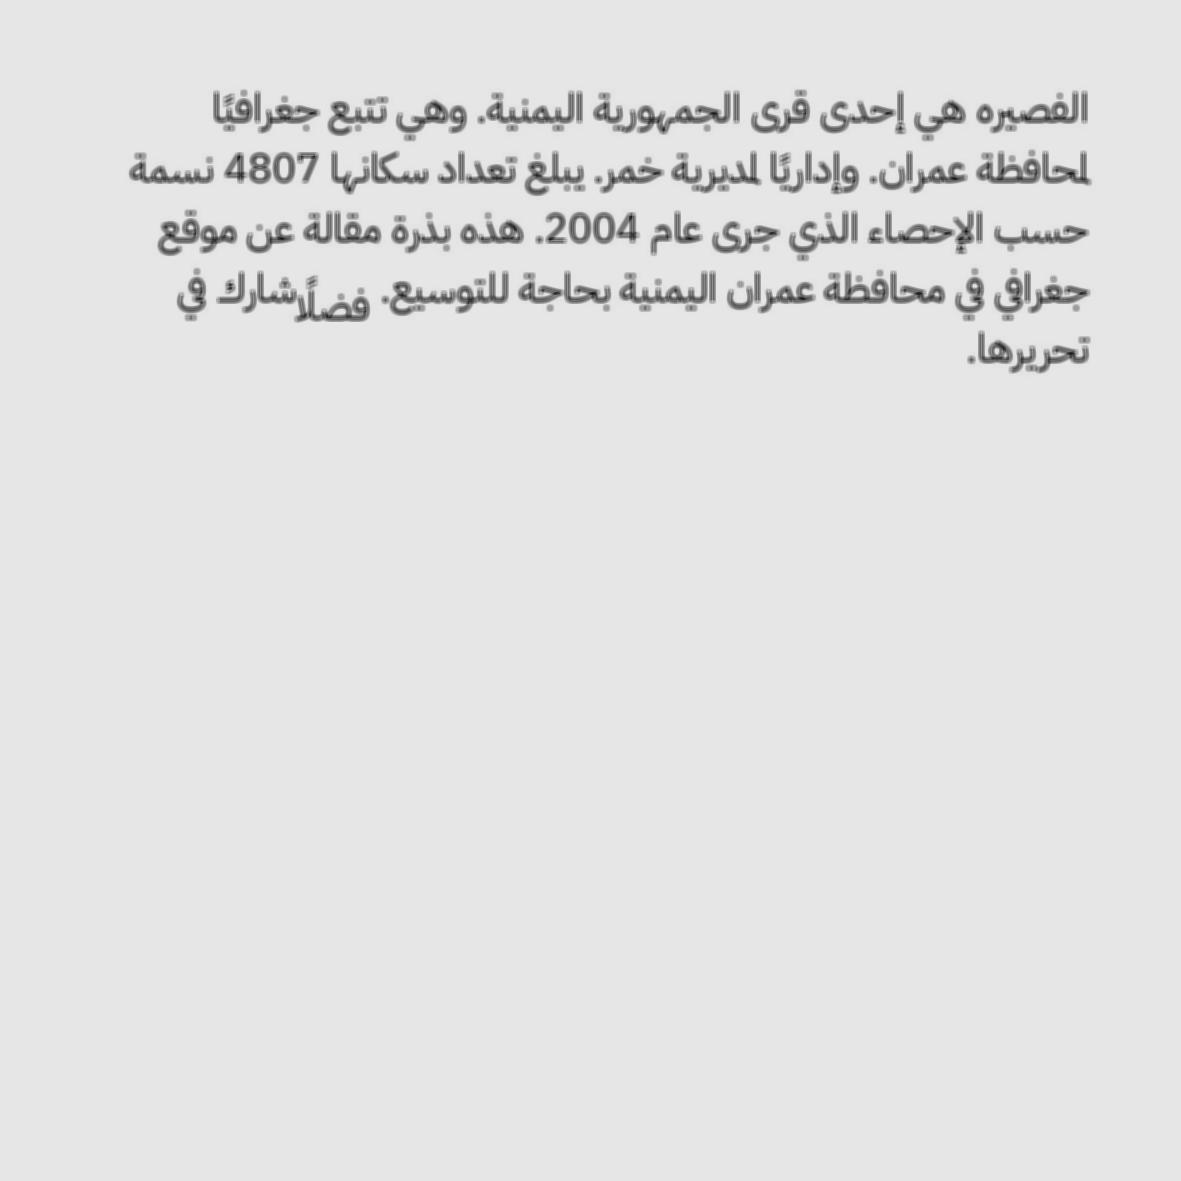 الفصيره هي إحدى قرى الجمهورية اليمنية. وهي تتبع جغرافيًا
لمحافظة عمران. وإداريًا لمديرية خمر. يبلغ تعداد سكانها 4807 نسمة
حسب الإحصاء الذي جرى عام 2004. هذه بذرة مقالة عن موقع
جغرافي في محافظة عمران اليمنية بحاجة للتوسيع. فضلًا شارك في
تحريرها.